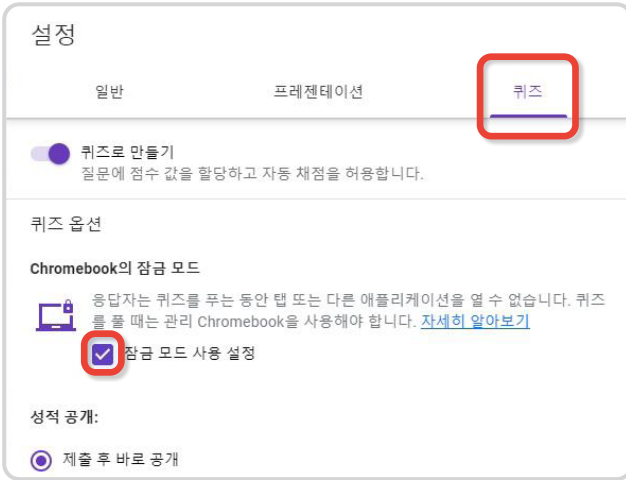 설정
일반 프레젠테이션 퀴즈
퀴즈로 만들기
질문에 점수 값을 할당하고 자동 채점을 허용합니다.
퀴즈 옵션
Chromebook의 잠금 모드
응답자는 퀴즈를 푸는 동안 탭 또는 다른 애플리케이션을 열 수 없습니다. 퀴즈
를 풀 때는 관리 Chromebook을 사용해야 합니다. 자세히 알아보기
잠금 모드 사용 설정
성적 공개:
제출 후 바로 공개